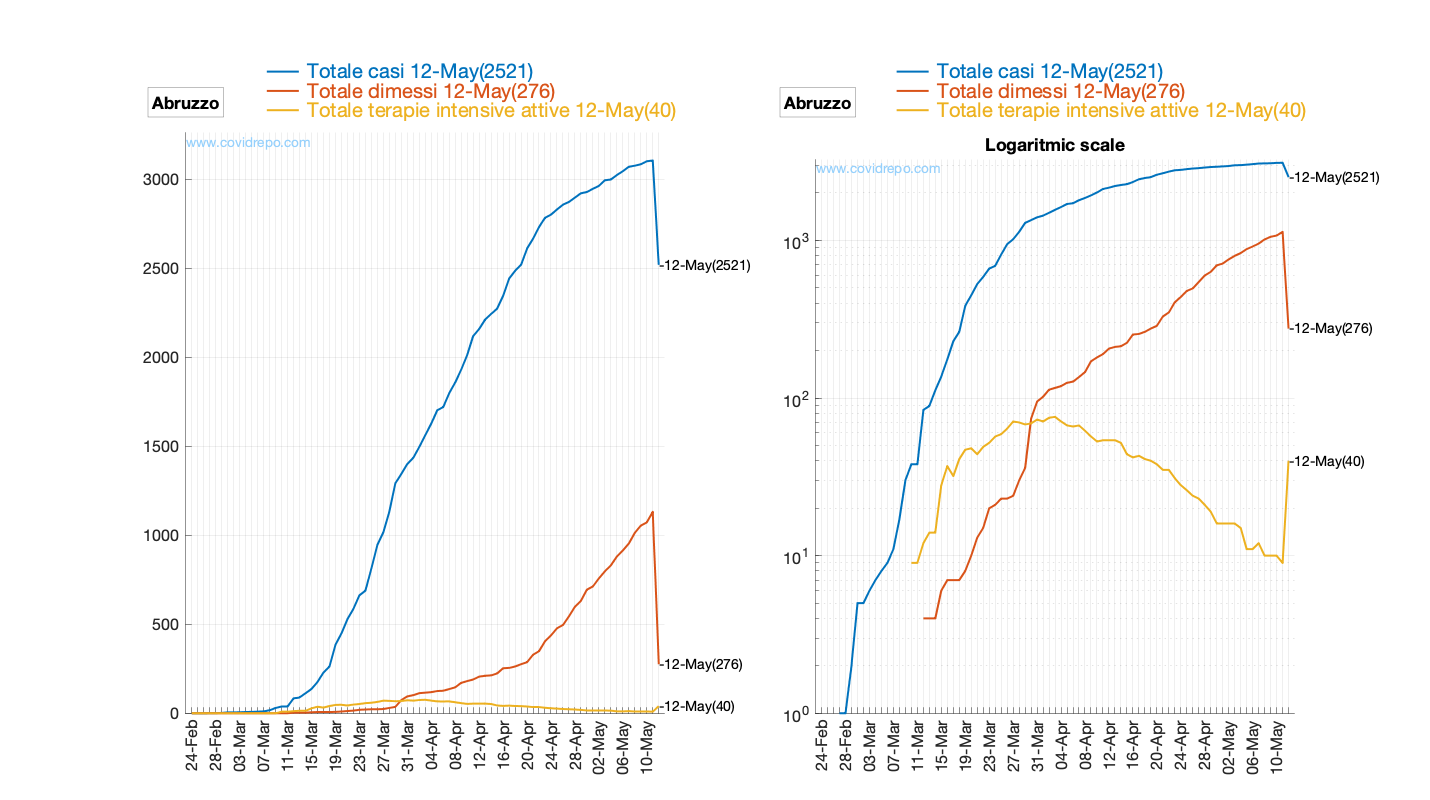 Totale casi 12-May(2521)
Totale dimessi 12-May(276)
Totale terapie intensive attive 12-May(40)
Abruzzo
www.covidrepo.com
3000
2500
2000
1500
1000
500
0
-12-May(2521)
-12-May(276)
-12-May(40)
24-Feb
28-Feb
03-Mar
07-Mar
11-Mar
15-Mar
19-Mar
23-Mar
27-Mar
31-Mar
04-Apr
08-Apr
12-Apr
16-Apr
20-Apr
24-Apr
28-Apr
02-May
06-May
10-May
Totale casi 12-May(2521)
Totale dimessi 12-May(276)
Totale terapie intensive attive 12-May(40)
Abruzzo
Logaritmic scale
www.covidrepo.com
10³
10²
10¹
10⁰
-12-May(2521)
-12-May(276)
-12-May(40)
24-Feb
28-Feb
03-Mar
07-Mar
11-Mar
15-Mar
19-Mar
23-Mar
27-Mar
31-Mar
04-Apr
08-Apr
12-Apr
16-Apr
20-Apr
24-Apr
28-Apr
02-May
06-May
10-May